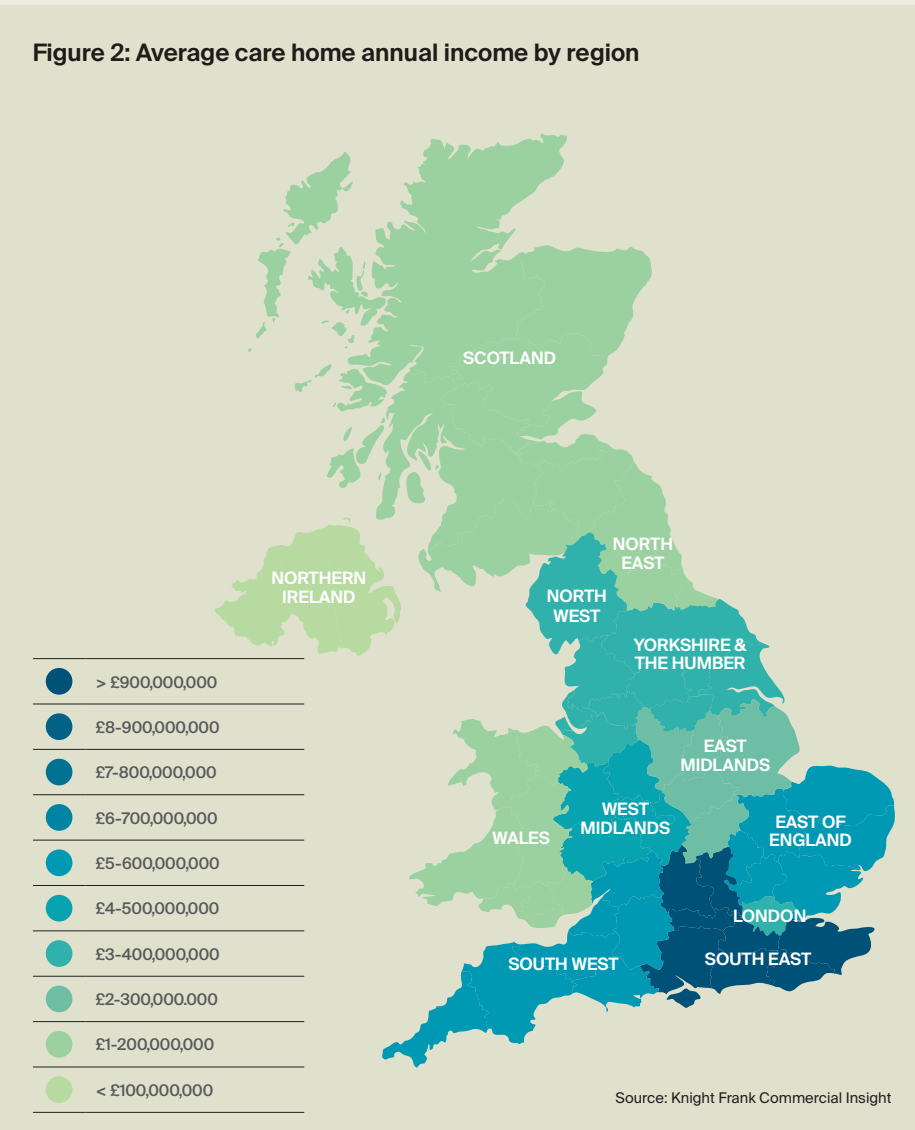 Figure 2: Average care home annual income by region
SCOTLAND
NORTH
EAST
NORTHERN
IRELAND
NORTH
WEST
YORKSHIRE &
THE HUMBER
EAST
MIDLANDS
WEST
MIDLANDS
WALES
EAST OF
ENGLAND
LONDON
SOUTH EAST
SOUTH WEST
> £900,000,000
£8-900,000,000
£7-800,000,000
£6-700,000,000
£5-600,000,000
£4-500,000,000
£3-400,000,000
£2-300,000.000
£1-200,000,000
< £100,000,000
Source: Knight Frank Commercial Insight